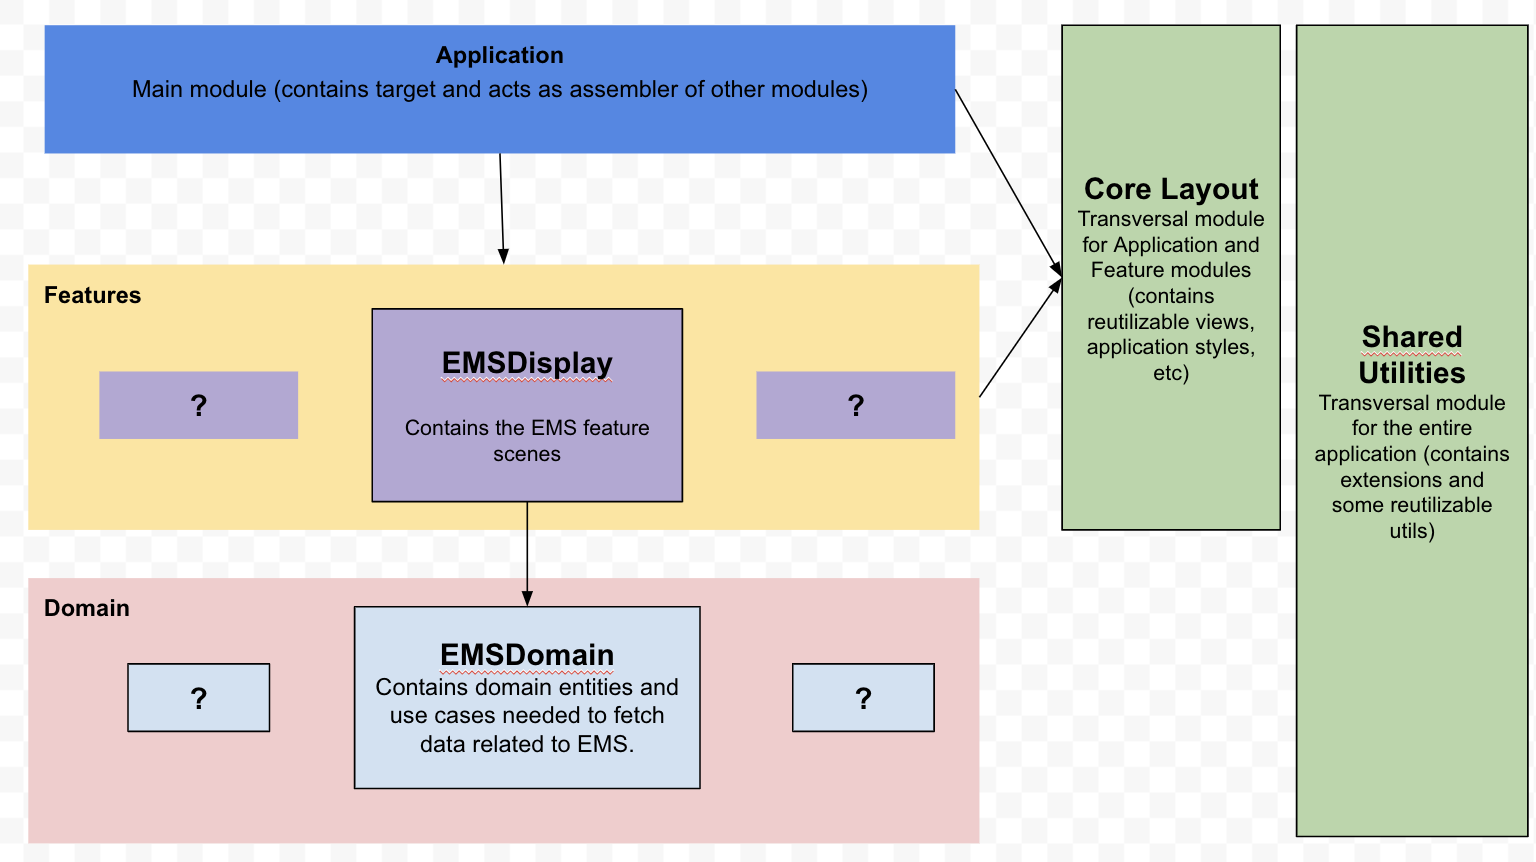 Application
Main module (contains target and acts as assembler of other modules)
Features
?
EMSDisplay
Contains the EMS feature
scenes
?
Domain
?
EMSDomain
Contains domain entities and
use cases needed to fetch
data related to EMS.
?
Core Layout
Transversal module
for Application and
Feature modules
(contains
reutilizable views,
application styles,
etc)
Shared
Utilities
Transversal module
for the entire
application (contains
extensions and
some reutilizable
utils)